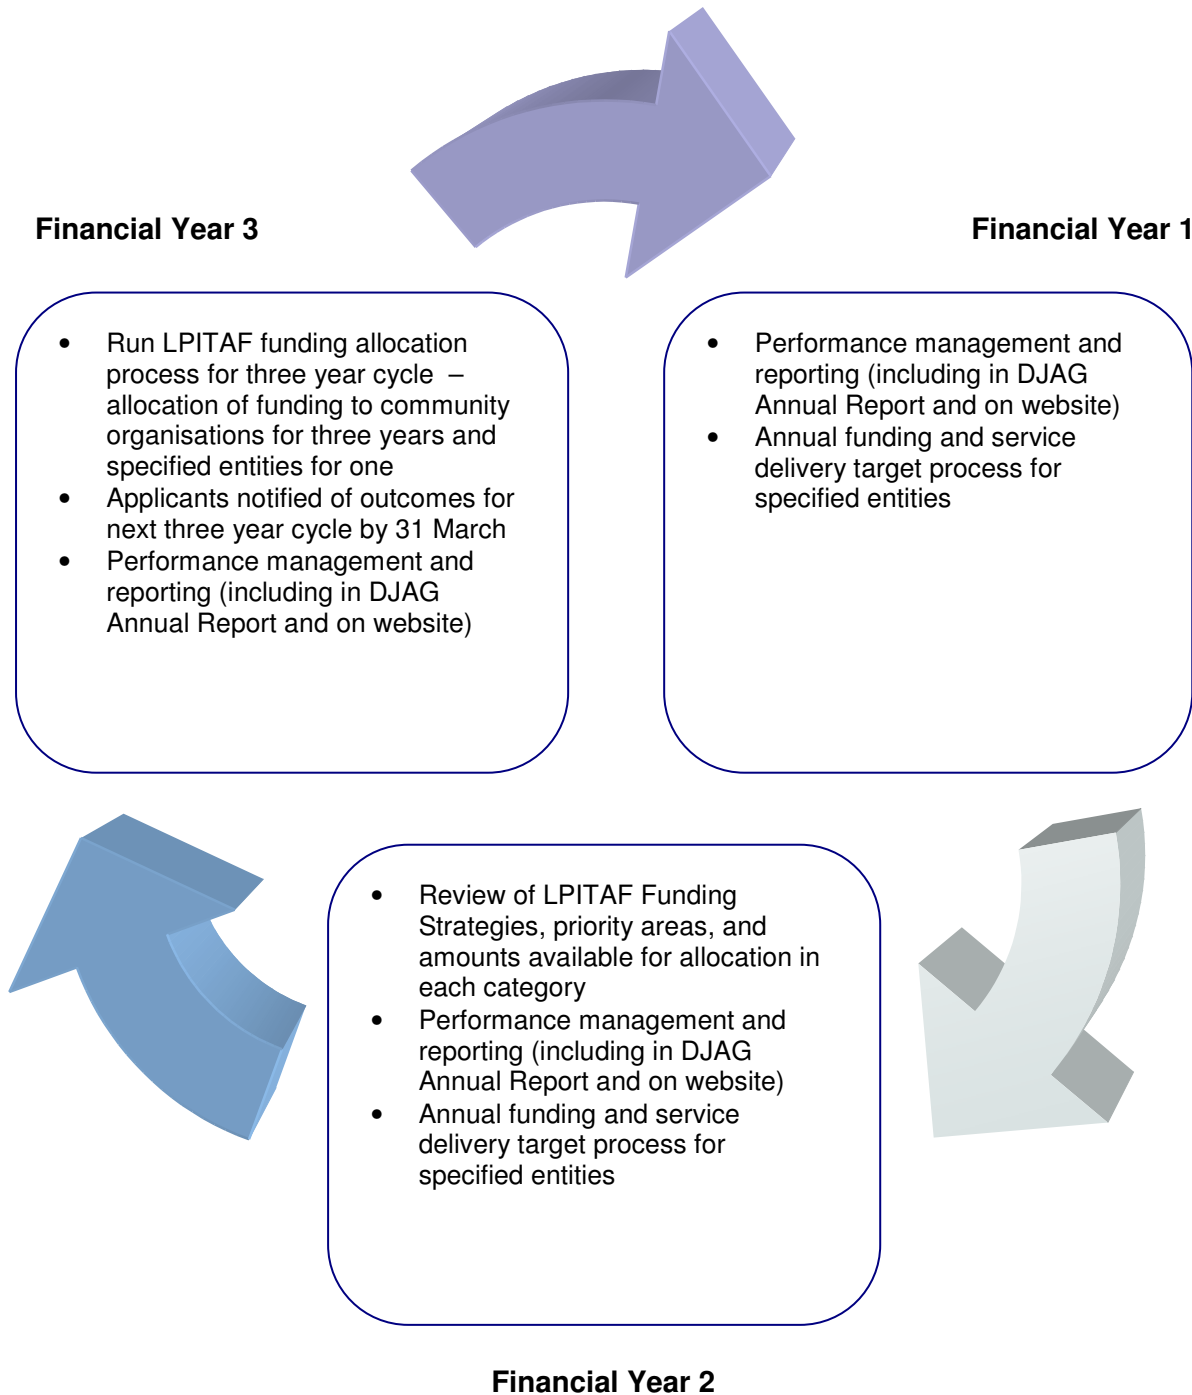 Financial Year 3
Financial Year 1
• Run LPITAF funding allocation
process for three year cycle –
allocation of funding to community
organisations for three years and
specified entities for one
• Applicants notified of outcomes for
next three year cycle by 31 March
• Performance management and
reporting (including in DJAG
Annual Report and on website)
• Performance management and
reporting (including in DJAG
Annual Report and on website)
• Annual funding and service
delivery target process for
specified entities
• Review of LPITAF Funding
Strategies, priority areas, and
amounts available for allocation in
each category
• Performance management and
reporting (including in DJAG
Annual Report and on website)
• Annual funding and service
delivery target process for
specified entities
Financial Year 2